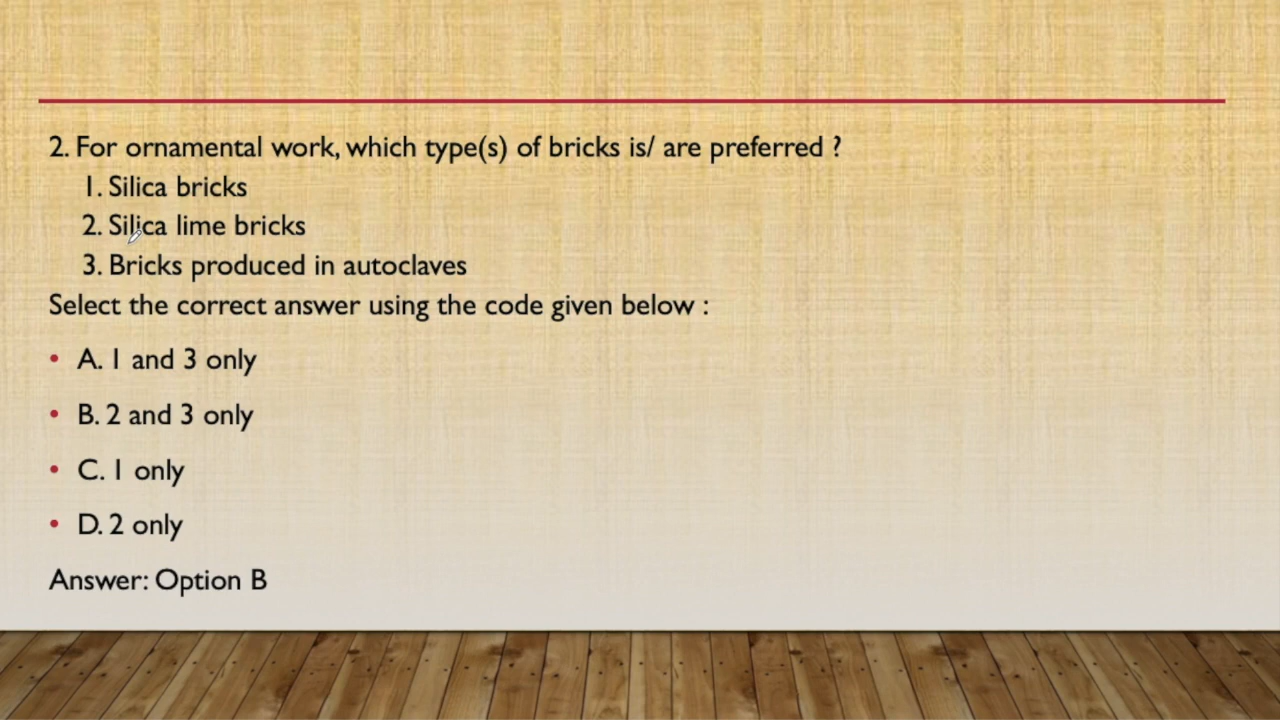 2. For ornamental work, which type(s) of bricks is/ are preferred ?
1. Silica bricks
2. Silica lime bricks
3. Bricks produced in autoclaves
Select the correct answer using the code given below :
• A. 1 and 3 only
• B. 2 and 3 only
• C. 1 only
• D. 2 only
Answer: Option B